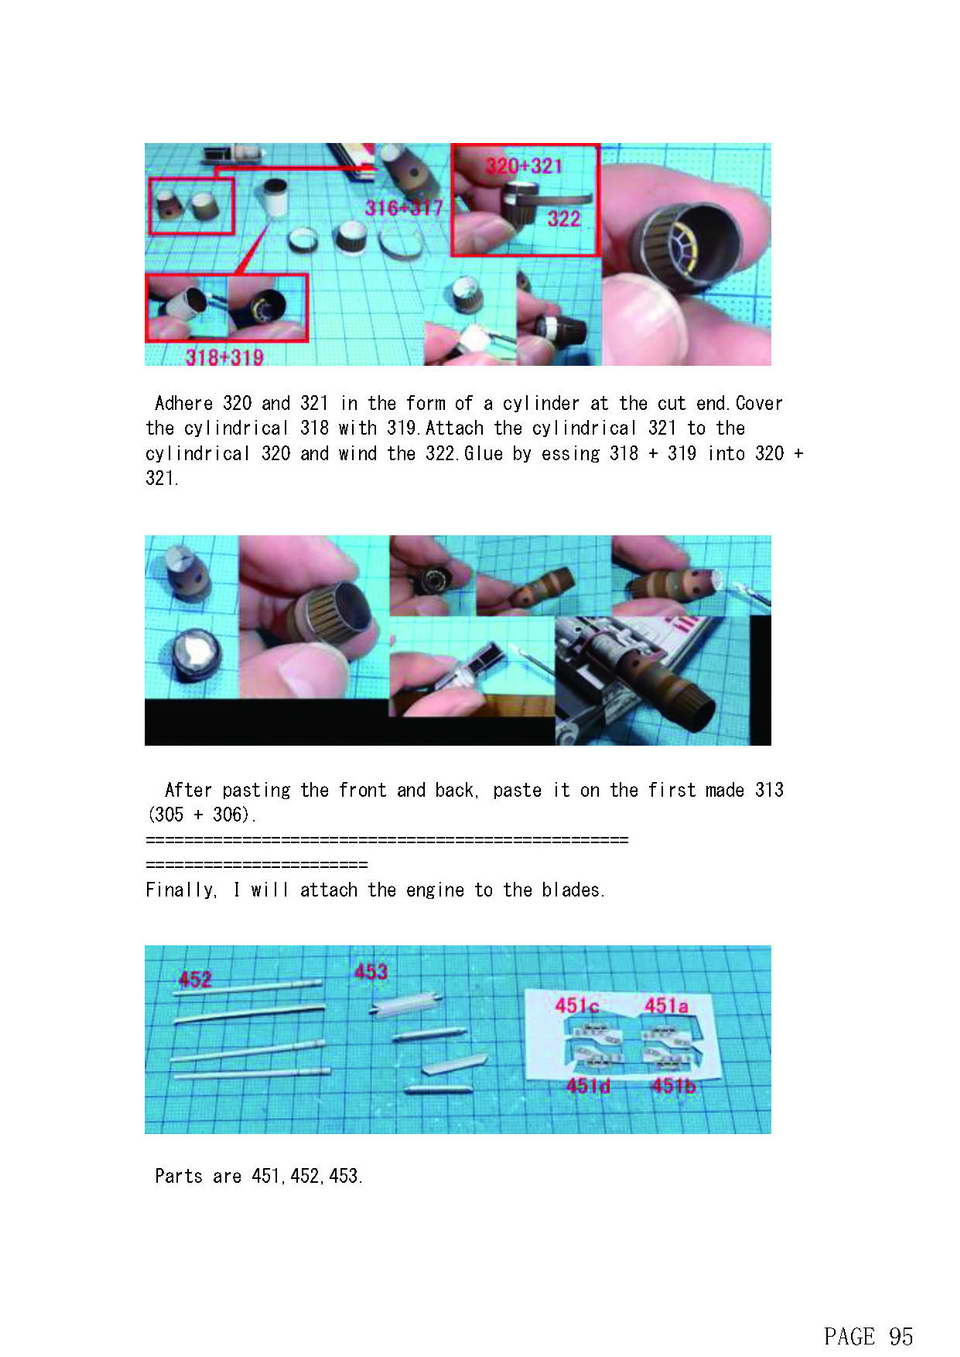 320+321
316+317
322
318+319
Adhere 320 and 321 in the form of a cylinder at the cut end.Cover
the cylindrical 318 with 319.Attach the cylindrical 321 to the
cylindrical 320 and wind the 322.Glue by essing 318 + 319 into 320 +
321.
After pasting the front and back, paste it on the first made 313
(305 + 306).
==================================================
=======================
Finally, I will attach the engine to the blades.
452
453
451c
451a
451d
451b
Parts are 451,452,453.
PAGE 95